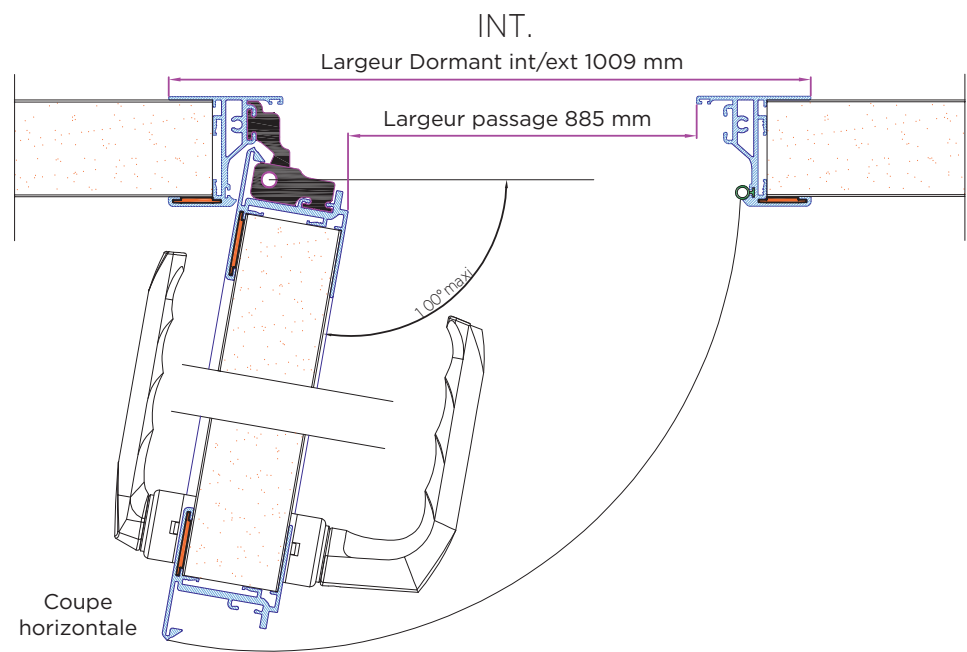 INT.
Largeur Dormant int/ext 1009 mm
Largeur passage 885 mm
100° maxi
Coupe
horizontale